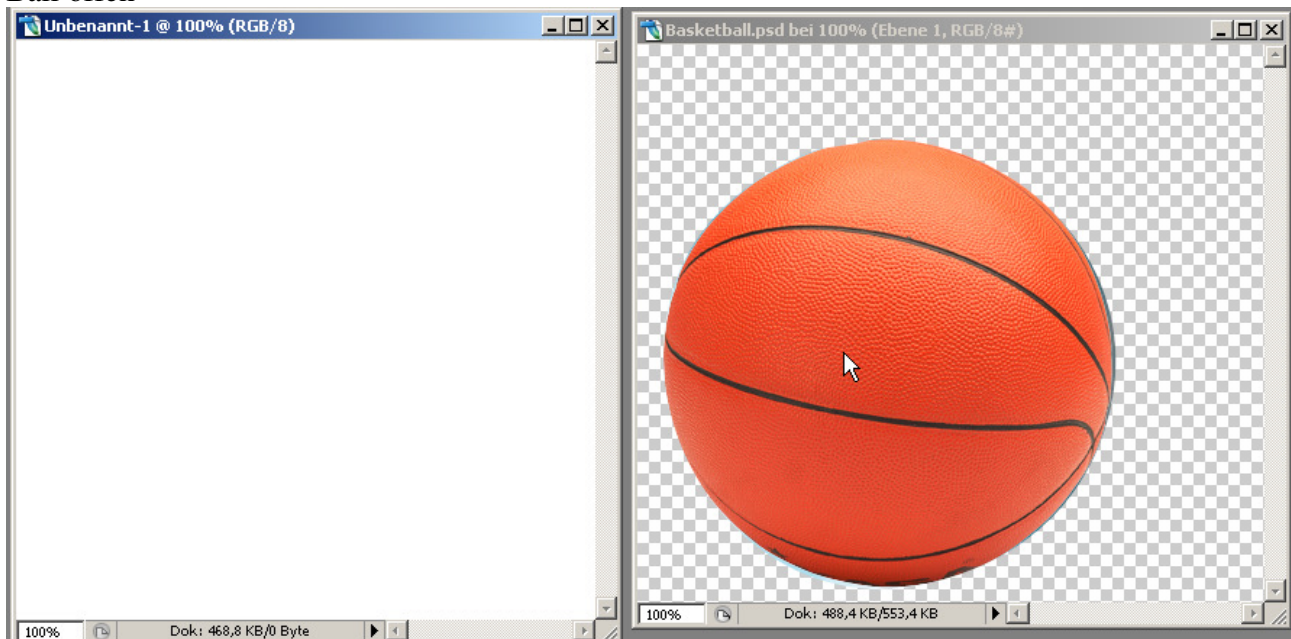 Unbenannt-1 @ 100% (RGB/8)
100%
Dok: 468,8 KB/0 Byte
Basketball.psd bei 100% (Ebene 1, RGB/8#)
100%
Dok: 488,4 KB/553,4 KB